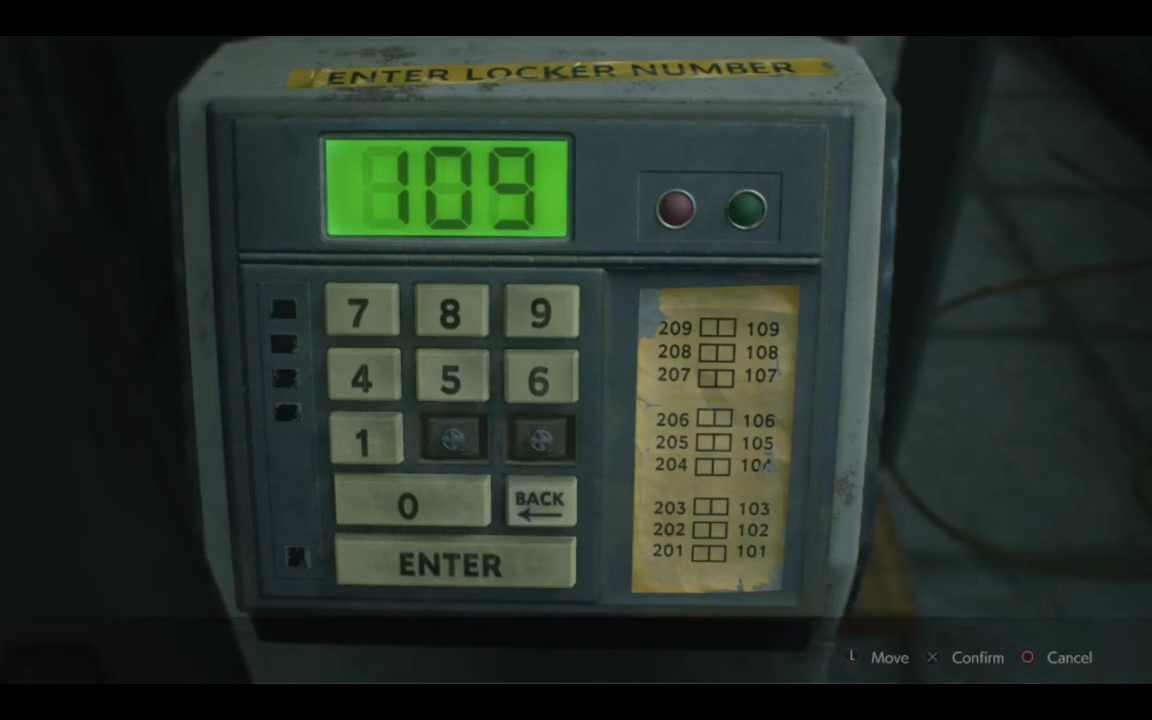 ENTER LOCKER NUMBER
109
7 8 9
4 5 6
1
0 BACK
ENTER
209 109
208 108
207 107
206 106
205 105
204 104
203 103
202 102
201 101
L Move Confirm Cancel